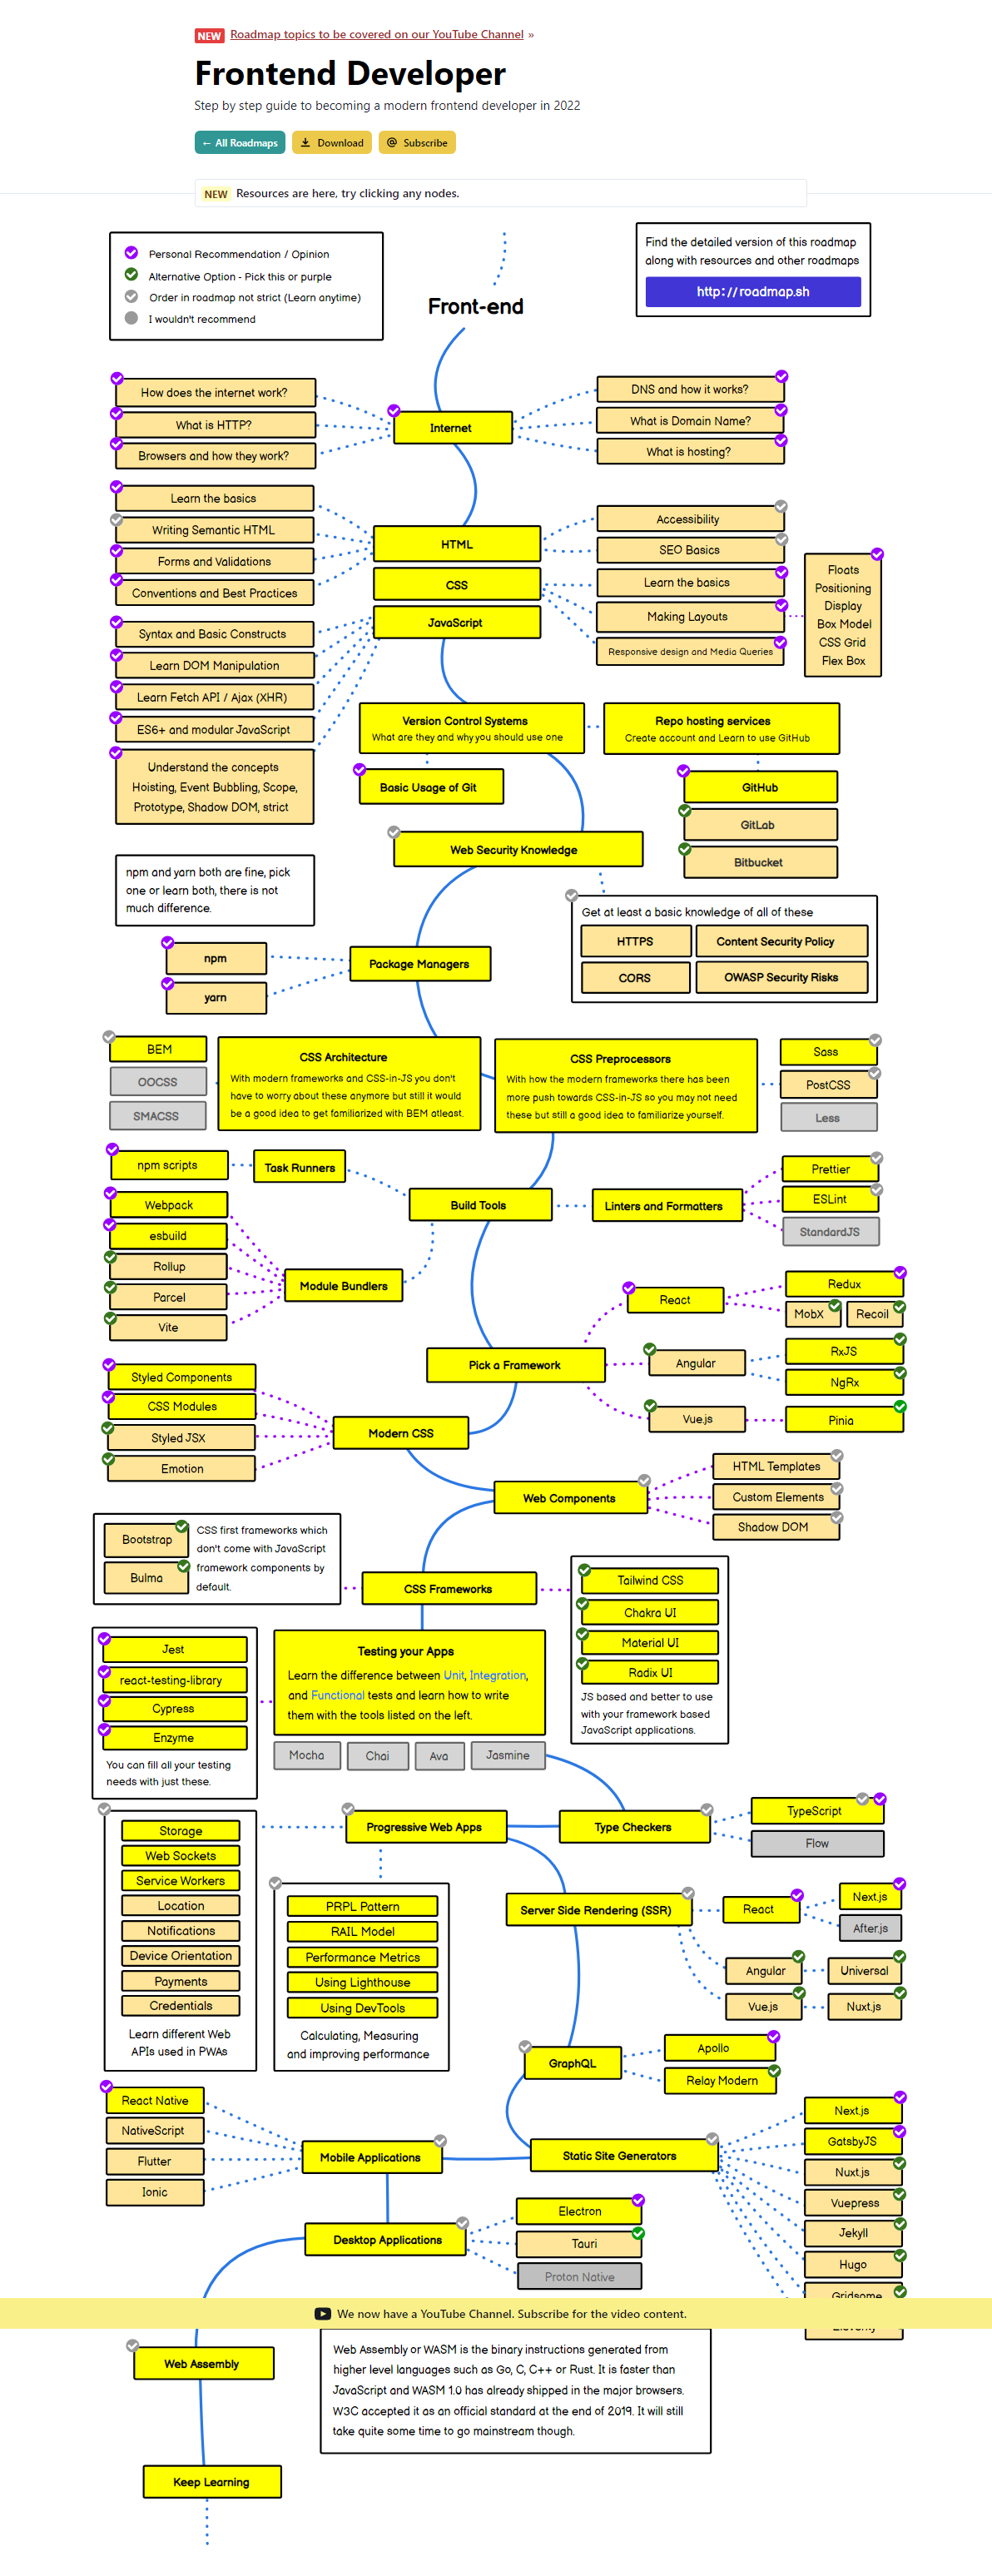 NEW Roadmap topics to be covered on our YouTube Channel »
Frontend Developer
Step by step guide to becoming a modern frontend developer in 2022
← All Roadmaps
Download
Subscribe
NEW Resources are here, try clicking any nodes.
Personal Recommendation / Opinion
Alternative Option - Pick this or purple
Order in roadmap not strict (Learn anytime)
I wouldn't recommend
Find the detailed version of this roadmap
along with resources and other roadmaps
http://roadmap.sh
Front-end
How does the internet work?
What is HTTP?
Browsers and how they work?
Internet
DNS and how it works?
What is Domain Name?
What is hosting?
Learn the basics
Writing Semantic HTML
Forms and Validations
Conventions and Best Practices
HTML
CSS
JavaScript
Accessibility
SEO Basics
Learn the basics
Making Layouts
Responsive design and Media Queries
Floats
Positioning
Display
Box Model
CSS Grid
Flex Box
Syntax and Basic Constructs
Learn DOM Manipulation
Learn Fetch API / Ajax (XHR)
ES6+ and modular JavaScript
Understand the concepts
Hoisting, Event Bubbling, Scope,
Prototype, Shadow DOM, strict
Version Control Systems
What are they and why you should use one
Repo hosting services
Create account and Learn to use GitHub
Basic Usage of Git
GitHub
GitLab
Bitbucket
Web Security Knowledge
Get at least a basic knowledge of all of these
HTTPS
Content Security Policy
CORS
OWASP Security Risks
npm and yarn both are fine, pick
one or learn both, there is not
much difference.
npm
yarn
Package Managers
BEM
OOCSS
SMACSS
CSS Architecture
With modern frameworks and CSS-in-JS you don't
have to worry about these anymore but still it would
be a good idea to get familiarized with BEM atleast.
CSS Preprocessors
With how the modern frameworks there has been
more push towards CSS-in-JS so you may not need
these but still a good idea to familiarize yourself.
Sass
PostCSS
Less
npm scripts
Task Runners
Build Tools
Linters and Formatters
Prettier
ESLint
StandardJS
Webpack
esbuild
Rollup
Parcel
Vite
Module Bundlers
Pick a Framework
React
Redux
MobX
Recoil
Angular
RxJS
NgRx
Vue.js
Pinia
Styled Components
CSS Modules
Styled JSX
Emotion
Modern CSS
Web Components
HTML Templates
Custom Elements
Shadow DOM
Bootstrap
Bulma
CSS first frameworks which
don't come with JavaScript
framework components by
default.
CSS Frameworks
Tailwind CSS
Chakra UI
Material UI
Radix UI
JS based and better to use
with your framework based
JavaScript applications.
Jest
react-testing-library
Cypress
Enzyme
You can fill all your testing
needs with just these.
Testing your Apps
Learn the difference between Unit, Integration,
and Functional tests and learn how to write
them with the tools listed on the left.
Mocha
Chai
Ava
Jasmine
Progressive Web Apps
Type Checkers
TypeScript
Flow
Storage
Web Sockets
Service Workers
Location
Notifications
Device Orientation
Payments
Credentials
Learn different Web
APIs used in PWAs
PRPL Pattern
RAIL Model
Performance Metrics
Using Lighthouse
Using DevTools
Calculating, Measuring
and improving performance
Server Side Rendering (SSR)
React
Next.js
After.js
Angular
Universal
Vue.js
Nuxt.js
GraphQL
Apollo
Relay Modern
React Native
NativeScript
Flutter
Ionic
Mobile Applications
Static Site Generators
Next.js
GatsbyJS
Nuxt.js
Vuepress
Jekyll
Hugo
Gridsome
Desktop Applications
Electron
Tauri
Proton Native
We now have a YouTube Channel. Subscribe for the video content.
Web Assembly
Web Assembly or WASM is the binary instructions generated from
higher level languages such as Go, C, C++ or Rust. It is faster than
JavaScript and WASM 1.0 has already shipped in the major browsers.
W3C accepted it as an official standard at the end of 2019. It will still
take quite some time to go mainstream though.
Keep Learning